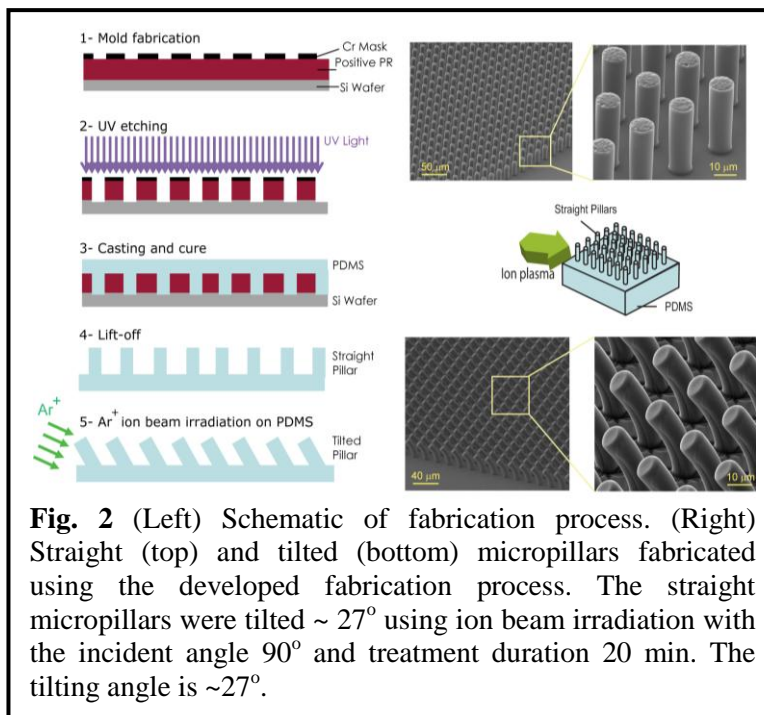 1- Mold fabrication
Cr Mask
Positive PR
Si Wafer
2- UV etching
UV Light
3- Casting and cure
PDMS
Si Wafer
4- Lift-off
Straight
Pillar
5- Ar⁺ ion beam irradiation on PDMS
Ar⁺
Tilted
Pillar
50 μm
10 μm
Straight Pillars
Ion plasma
PDMS
40 μm
10 μm
Fig. 2 (Left) Schematic of fabrication process. (Right)
Straight (top) and tilted (bottom) micropillars fabricated
using the developed fabrication process. The straight
micropillars were tilted ~ 27° using ion beam irradiation with
the incident angle 90° and treatment duration 20 min. The
tilting angle is ~27°.